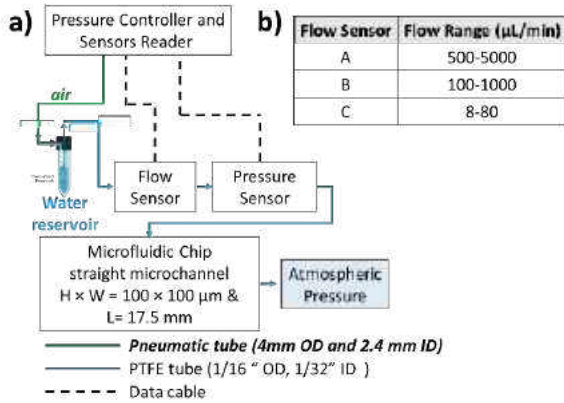 a)
Pressure Controller and
Sensors Reader
air
Water
reservoir
Flow
Sensor
Pressure
Sensor
Microfluidic Chip
straight microchannel
H × W = 100 × 100 μm &
L= 17.5 mm
Atmospheric
Pressure
Pneumatic tube (4mm OD and 2.4 mm ID)
PTFE tube (1/16 " OD, 1/32" ID )
Data cable
b)
Flow Sensor Flow Range (μL/min)
A 500-5000
B 100-1000
C 8-80